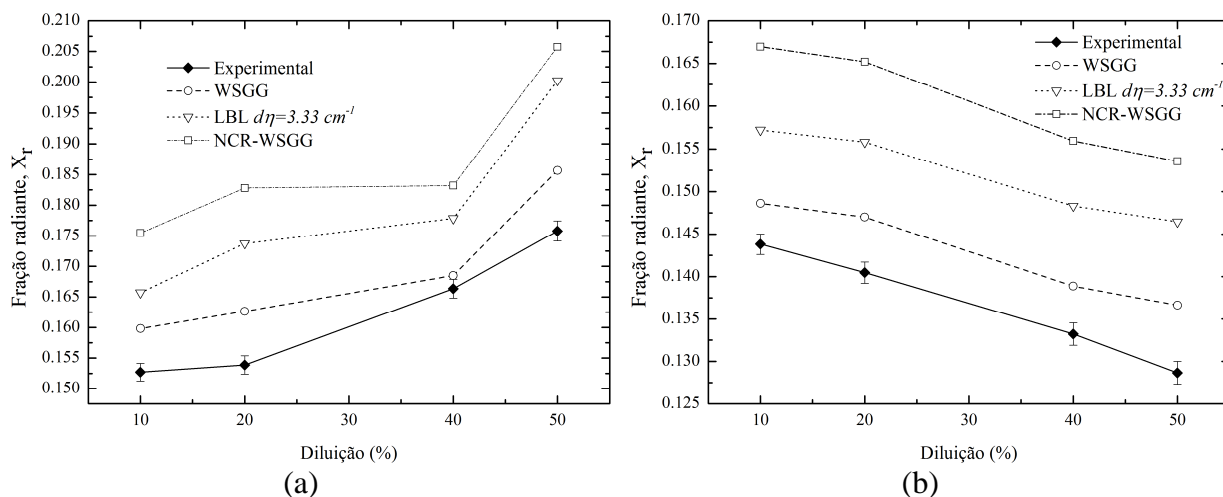 0.210
0.205
0.200
0.195
0.190
0.185
0.180
0.175
0.170
0.165
0.160
0.155
0.150
Fração radiante, Xr
Experimental
WSGG
LBL dη=3.33 cm-1
NCR-WSGG
10
20
30
40
50
Diluição (%)
(a)
0.170
0.165
0.160
0.155
0.150
0.145
0.140
0.135
0.130
0.125
Fração radiante, Xr
Experimental
WSGG
LBL dη=3.33 cm-1
NCR-WSGG
10
20
30
40
50
Diluição (%)
(b)